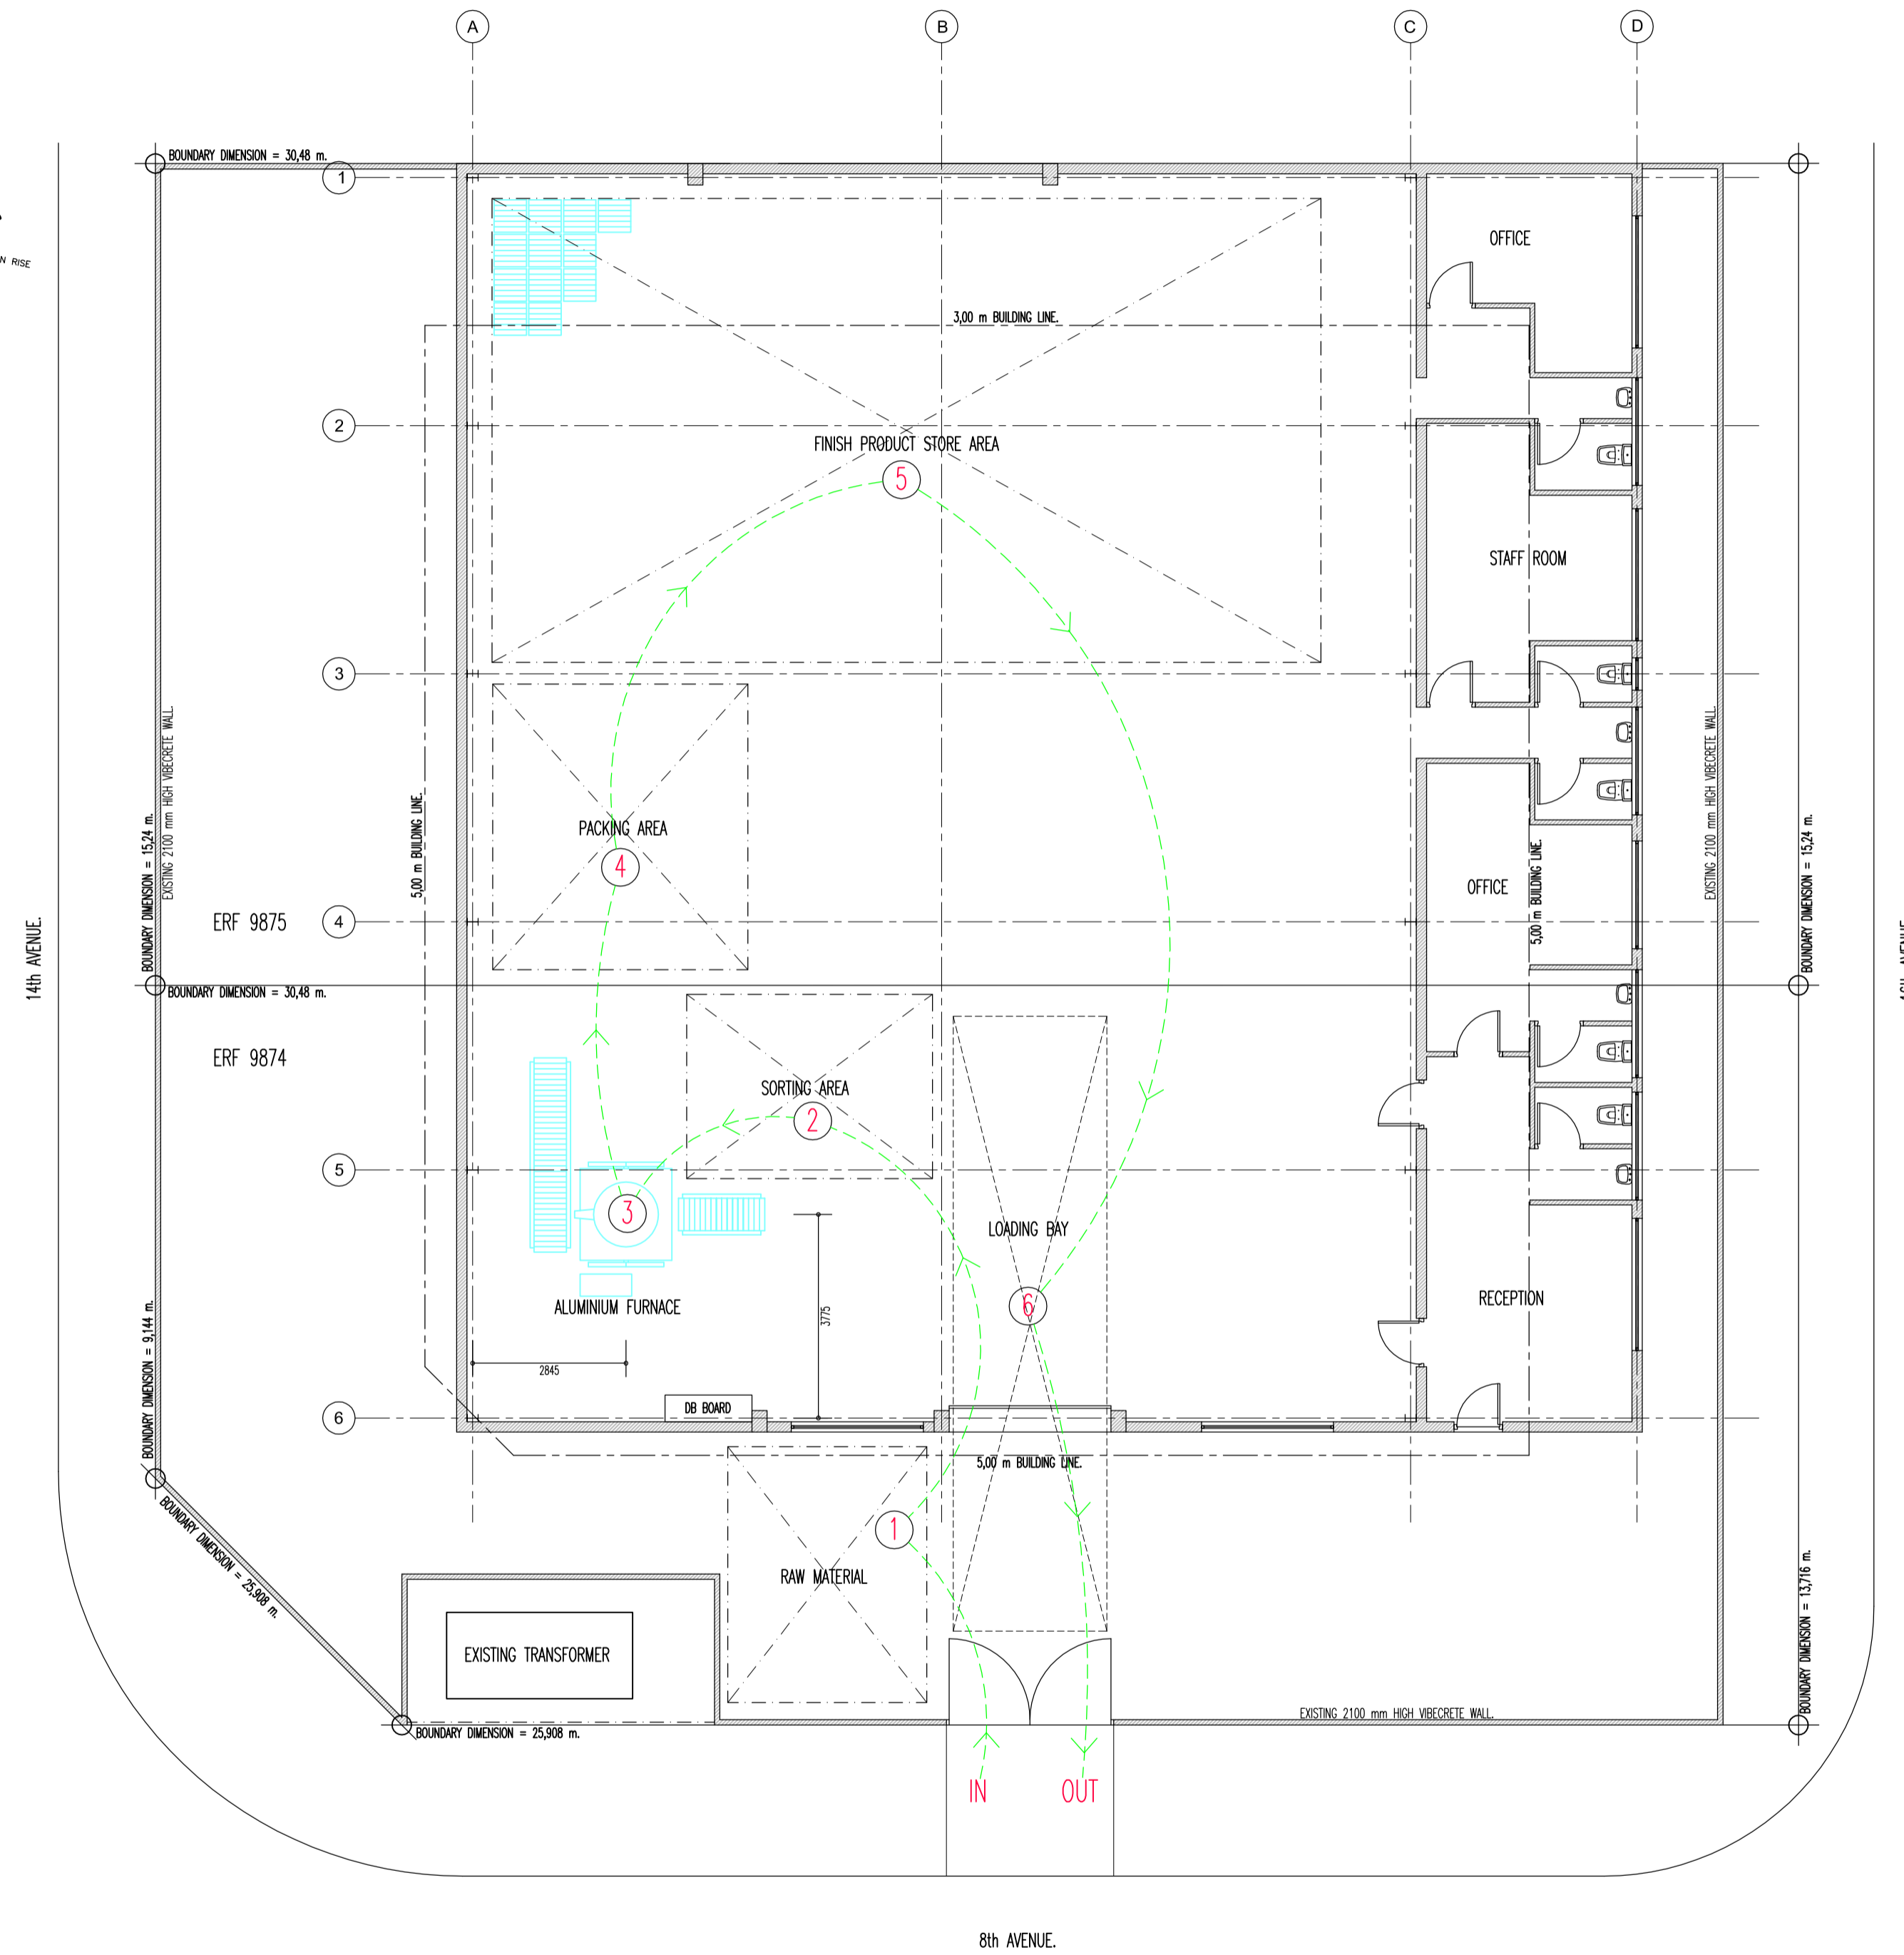 A
B
C
D
BOUNDARY DIMENSION = 30,48 m.
1
N RISE
OFFICE
3,00 m BUILDING LINE.
2
FINISH PRODUCT STORE AREA
5
STAFF ROOM
3
EXISTING 2100 mm HIGH VIBECRETE WALL.
EXISTING 2100 mm HIGH VIBECRETE WALL.
PACKING AREA
4
5,00 m BUILDING LINE.
BOUNDARY DIMENSION = 15,24 m.
BOUNDARY DIMENSION = 15,24 m.
OFFICE
5,00 m BUILDING LINE.
ERF 9875
4
14th AVENUE.
BOUNDARY DIMENSION = 30,48 m.
ERF 9874
SORTING AREA
2
5
3
LOADING BAY
6
RECEPTION
ALUMINIUM FURNACE
3775
2845
DB BOARD
6
BOUNDARY DIMENSION = 9,144 m.
5,00 m BUILDING LINE.
1
BOUNDARY DIMENSION = 25,908 m.
RAW MATERIAL
BOUNDARY DIMENSION = 13,716 m.
EXISTING TRANSFORMER
EXISTING 2100 mm HIGH VIBECRETE WALL.
BOUNDARY DIMENSION = 25,908 m.
IN
OUT
8th AVENUE.